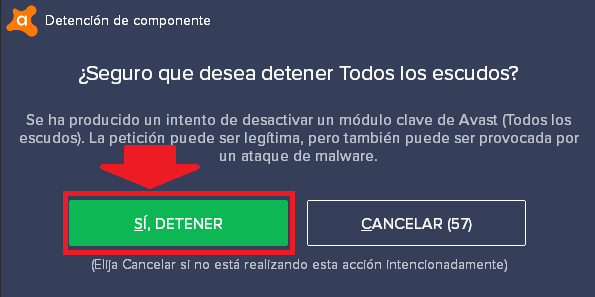 a Detención de componente
¿Seguro que desea detener Todos los escudos?
Se ha producido un intento de desactivar un módulo clave de Avast (Todos los
escudos). La petición puede ser legítima, pero también puede ser provocada por
un ataque de malware.
SÍ, DETENER CANCELAR (57)
(Elija Cancelar si no está realizando esta acción intencionadamente)